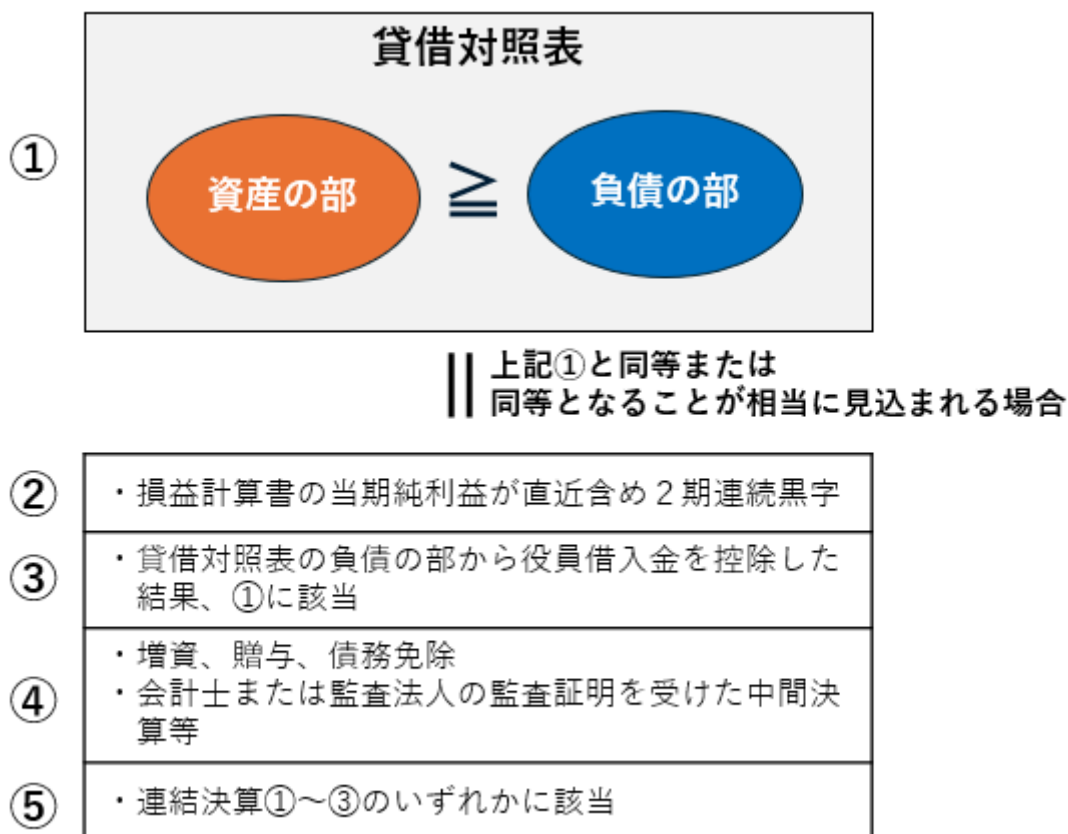 貸借対照表
①
資産の部
≧
負債の部
上記①と同等または
同等となることが相当に見込まれる場合
②
・損益計算書の当期純利益が直近含め２期連続黒字
③
・貸借対照表の負債の部から役員借入金を控除した
結果、①に該当
④
・増資、贈与、債務免除
・会計士または監査法人の監査証明を受けた中間決
算等
⑤
・連結決算①～③のいずれかに該当